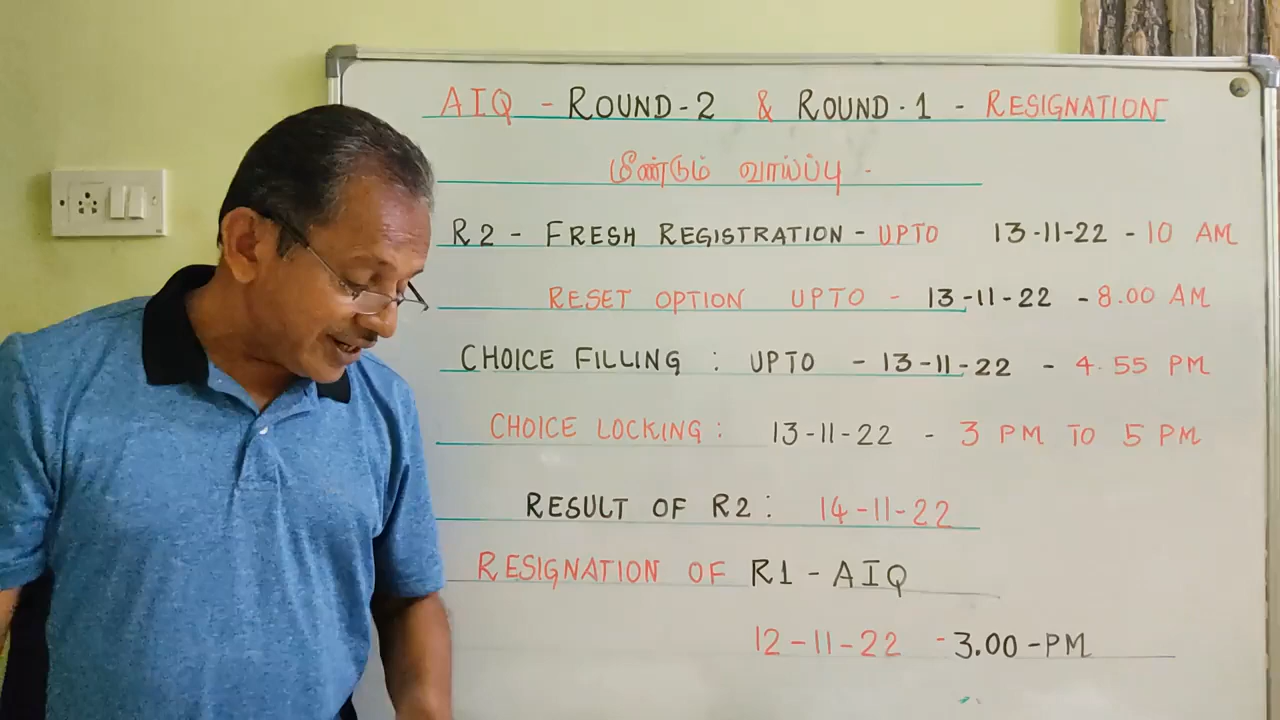 AIQ - ROUND-2 & ROUND-1 - RESIGNATION
மீண்டும் வாய்ப்பு -
R2 - FRESH REGISTRATION - UPTO 13-11-22 - 10 AM
RESET OPTION UPTO - 13-11-22 - 8.00 AM
CHOICE FILLING : UPTO - 13-11-22 - 4.55 PM
CHOICE LOCKING : 13-11-22 - 3 PM TO 5 PM
RESULT OF R2 : 14-11-22
RESIGNATION OF R1 - AIQ
12-11-22 - 3.00 - PM